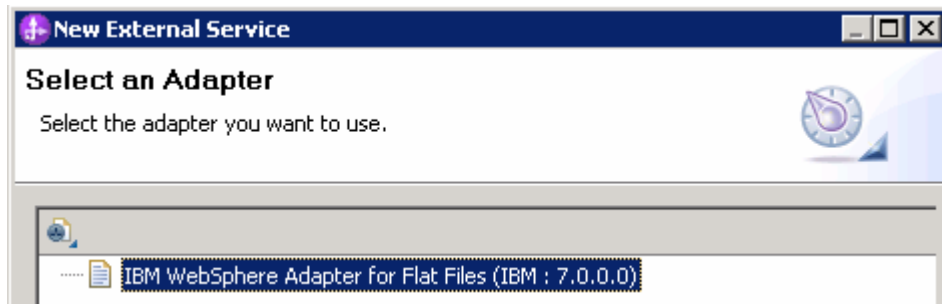 New External Service
Select an Adapter
Select the adapter you want to use.
IBM WebSphere Adapter for Flat Files (IBM : 7.0.0.0)